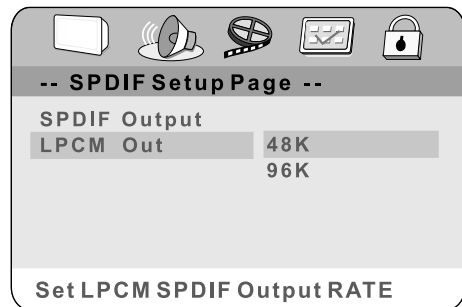 -- SPDIF Setup Page --
SPDIF Output
LPCM Out 48K
96K
Set LPCM SPDIF Output RATE